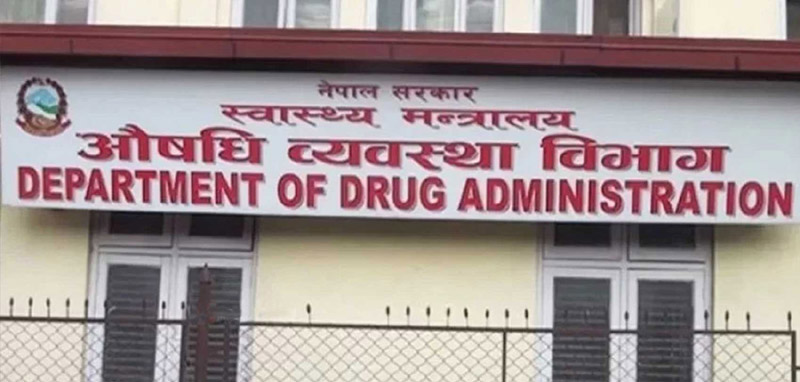 नेपाल सरकार
स्वास्थ्य मन्त्रालय
औषधि व्यवस्था विभाग
DEPARTMENT OF DRUG ADMINISTRATION